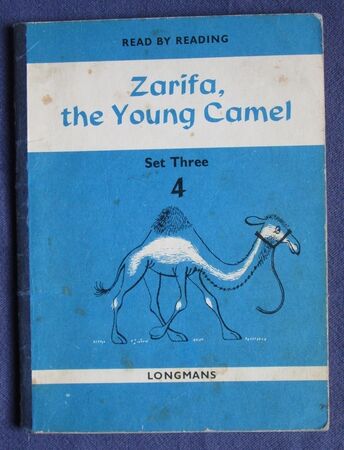 READ BY READING
Zarifa,
the Young Camel
Set Three
4
LONGMANS